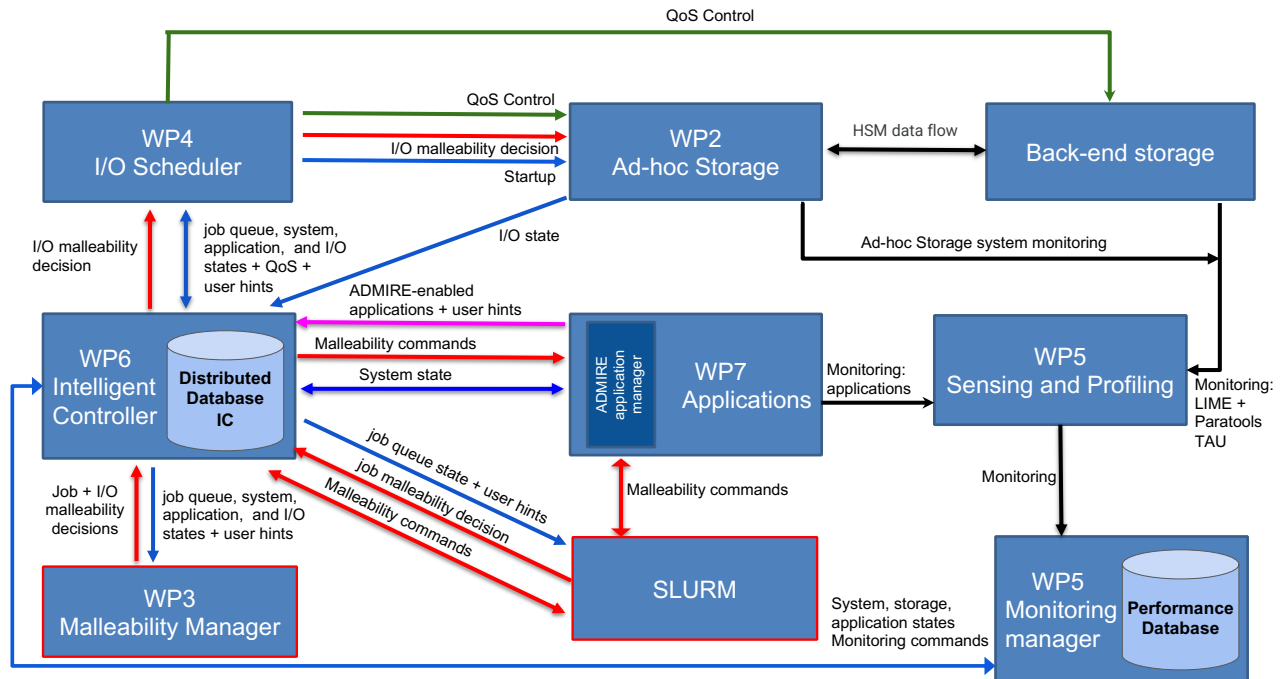 QoS Control
WP4
I/O Scheduler
QoS Control
I/O malleability decision
Startup
WP2
Ad-hoc Storage
HSM data flow
Back-end storage
I/O malleability
decision
job queue, system,
application, and I/O
states + QoS +
user hints
I/O state
Ad-hoc Storage system monitoring
ADMIRE-enabled
applications + user hints
Malleability commands
System state
WP6
Intelligent
Controller
Distributed
Database
IC
ADMIRE
application
manager
WP7
Applications
Monitoring:
applications
WP5
Sensing and Profiling
Monitoring:
LIME +
Paratools
TAU
job queue state + user hints
job malleability decision
Malleability commands
Malleability commands
Monitoring
Job + I/O
malleability
decisions
job queue, system,
application, and I/O
states + user hints
WP3
Malleability Manager
SLURM
System, storage,
application states
Monitoring commands
WP5
Monitoring
manager
Performance
Database